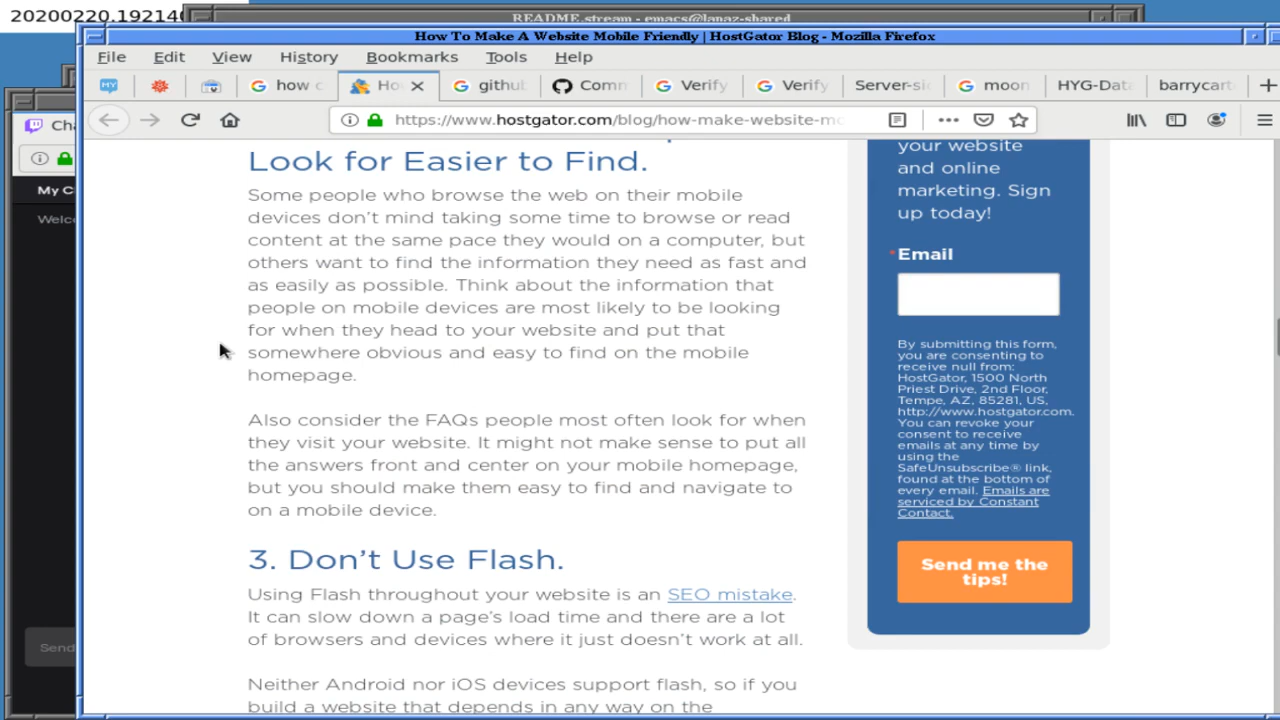 20200220.19214
README.stream - emacs@lanaz-shared
How To Make A Website Mobile Friendly | HostGator Blog - Mozilla Firefox
File Edit View History Bookmarks Tools Help
how c
Ho
github
Comm
Verify
Verify
Server-si
moon
HYG-Data
barrycart
https://www.hostgator.com/blog/how-make-website-mo
Cha
My C
Welco
Send
Look for Easier to Find.
Some people who browse the web on their mobile
devices don’t mind taking some time to browse or read
content at the same pace they would on a computer, but
others want to find the information they need as fast and
as easily as possible. Think about the information that
people on mobile devices are most likely to be looking
for when they head to your website and put that
somewhere obvious and easy to find on the mobile
homepage.
Also consider the FAQs people most often look for when
they visit your website. It might not make sense to put all
the answers front and center on your mobile homepage,
but you should make them easy to find and navigate to
on mobile device.
3. Don’t Use Flash.
Using Flash throughout your website is an SEO mistake.
It can slow down a page’s load time and there are a lot
of browsers and devices where it just doesn’t work at all.
Neither Android nor iOS devices support flash, so if you
build a website that depends in any way on the
your website
and online
marketing. Sign
up today!
*Email
By submitting this form,
you are consenting to
receive null from:
HostGator, 1500 North
Priest Drive, 2nd Floor,
Tempe, AZ, 85281, US,
http://www.hostgator.com.
You can revoke your
consent to receive
emails at any time by
using the
SafeUnsubscribe® link,
found at the bottom of
every email. Emails are
serviced by Constant
Contact.
Send me the
tips!